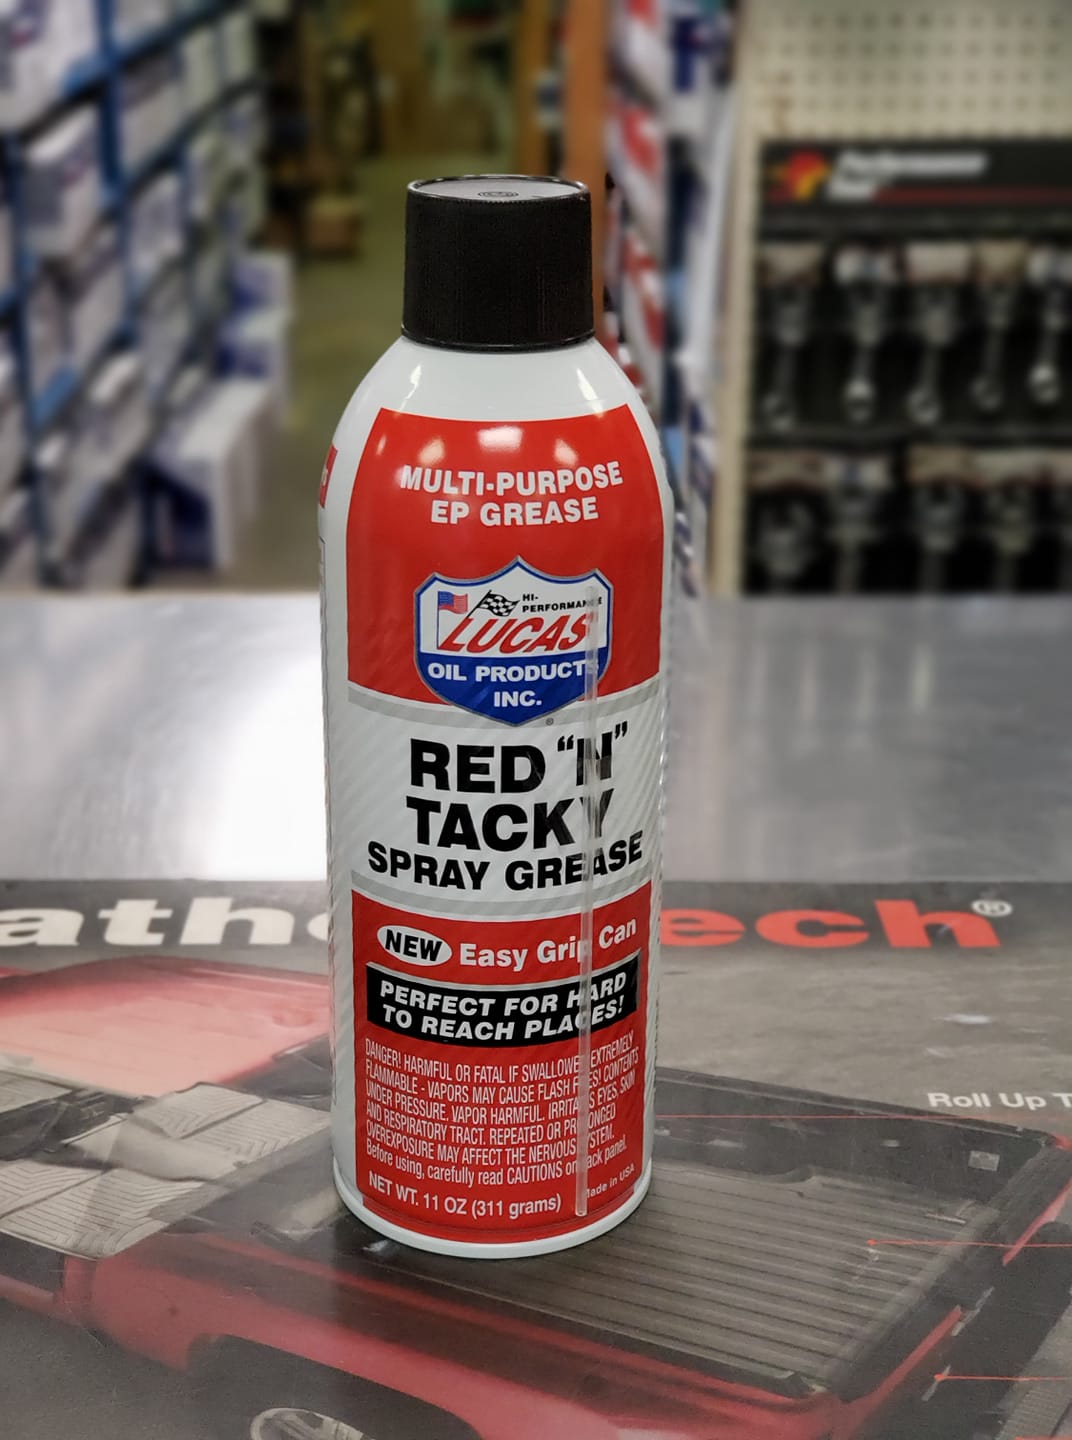 Performance
MULTI-PURPOSE
EP GREASE
HI-
PERFORMANCE
LUCAS
OIL PRODUCTS
INC.
®
RED "N"
TACKY
SPRAY GREASE
NEW Easy Grip Can
PERFECT FOR HARD
TO REACH PLACES!
DANGER! HARMFUL OR FATAL IF SWALLOWED EXTREMELY
FLAMMABLE - VAPORS MAY CAUSE FLASH FIRES! CONTENTS
UNDER PRESSURE. VAPOR HARMFUL. IRRITATES EYES, SKIN
AND RESPIRATORY TRACT. REPEATED OR PROLONGED
OVEREXPOSURE MAY AFFECT THE NERVOUS SYSTEM.
Before using, carefully read CAUTIONS on back panel.
NET WT. 11 OZ (311 grams) Made in USA
athe ech®
Roll Up T